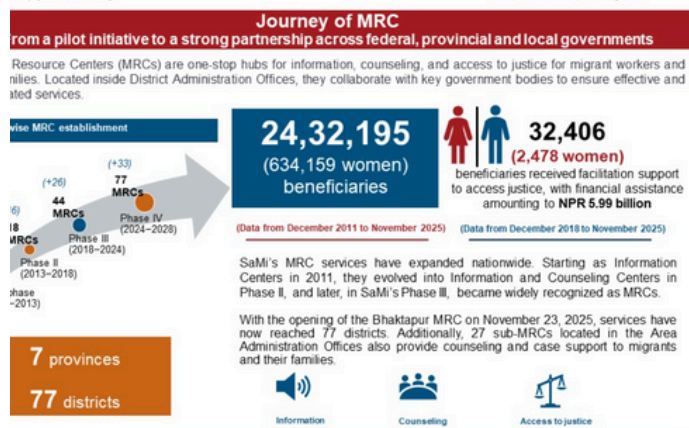 Journey of MRC
From a pilot initiative to a strong partnership across federal, provincial and local governments
Resource Centers (MRCs) are one-stop hubs for information, counseling, and access to justice for migrant workers and
Located inside District Administration Offices, they collaborate with key government bodies to ensure effective and
services.
MRC establishment
(+33)
77
MRCs
Phase IV
(2024–2028)
(+26)
44
MRCs
Phase III
(2018–2024)
MRCs
Phase II
(2013–2018)
–2013)
24,32,195
(634,159 women)
beneficiaries
(Data from December 2011 to November 2025)
32,406
(2,478 women)
beneficiaries received facilitation support
to access justice, with financial assistance
amounting to NPR 5.99 billion
(Data from December 2018 to November 2025)
SaMi's MRC services have expanded nationwide. Starting as Information
Centers in 2011, they evolved into Information and Counseling Centers in
Phase II, and later, in SaMi's Phase III, became widely recognized as MRCs.
With the opening of the Bhaktapur MRC on November 23, 2025, services have
now reached 77 districts. Additionally, 27 sub-MRCs located in the Area
Administration Offices also provide counseling and case support to migrants
and their families.
7 provinces
77 districts
Information
Counseling
Access to justice